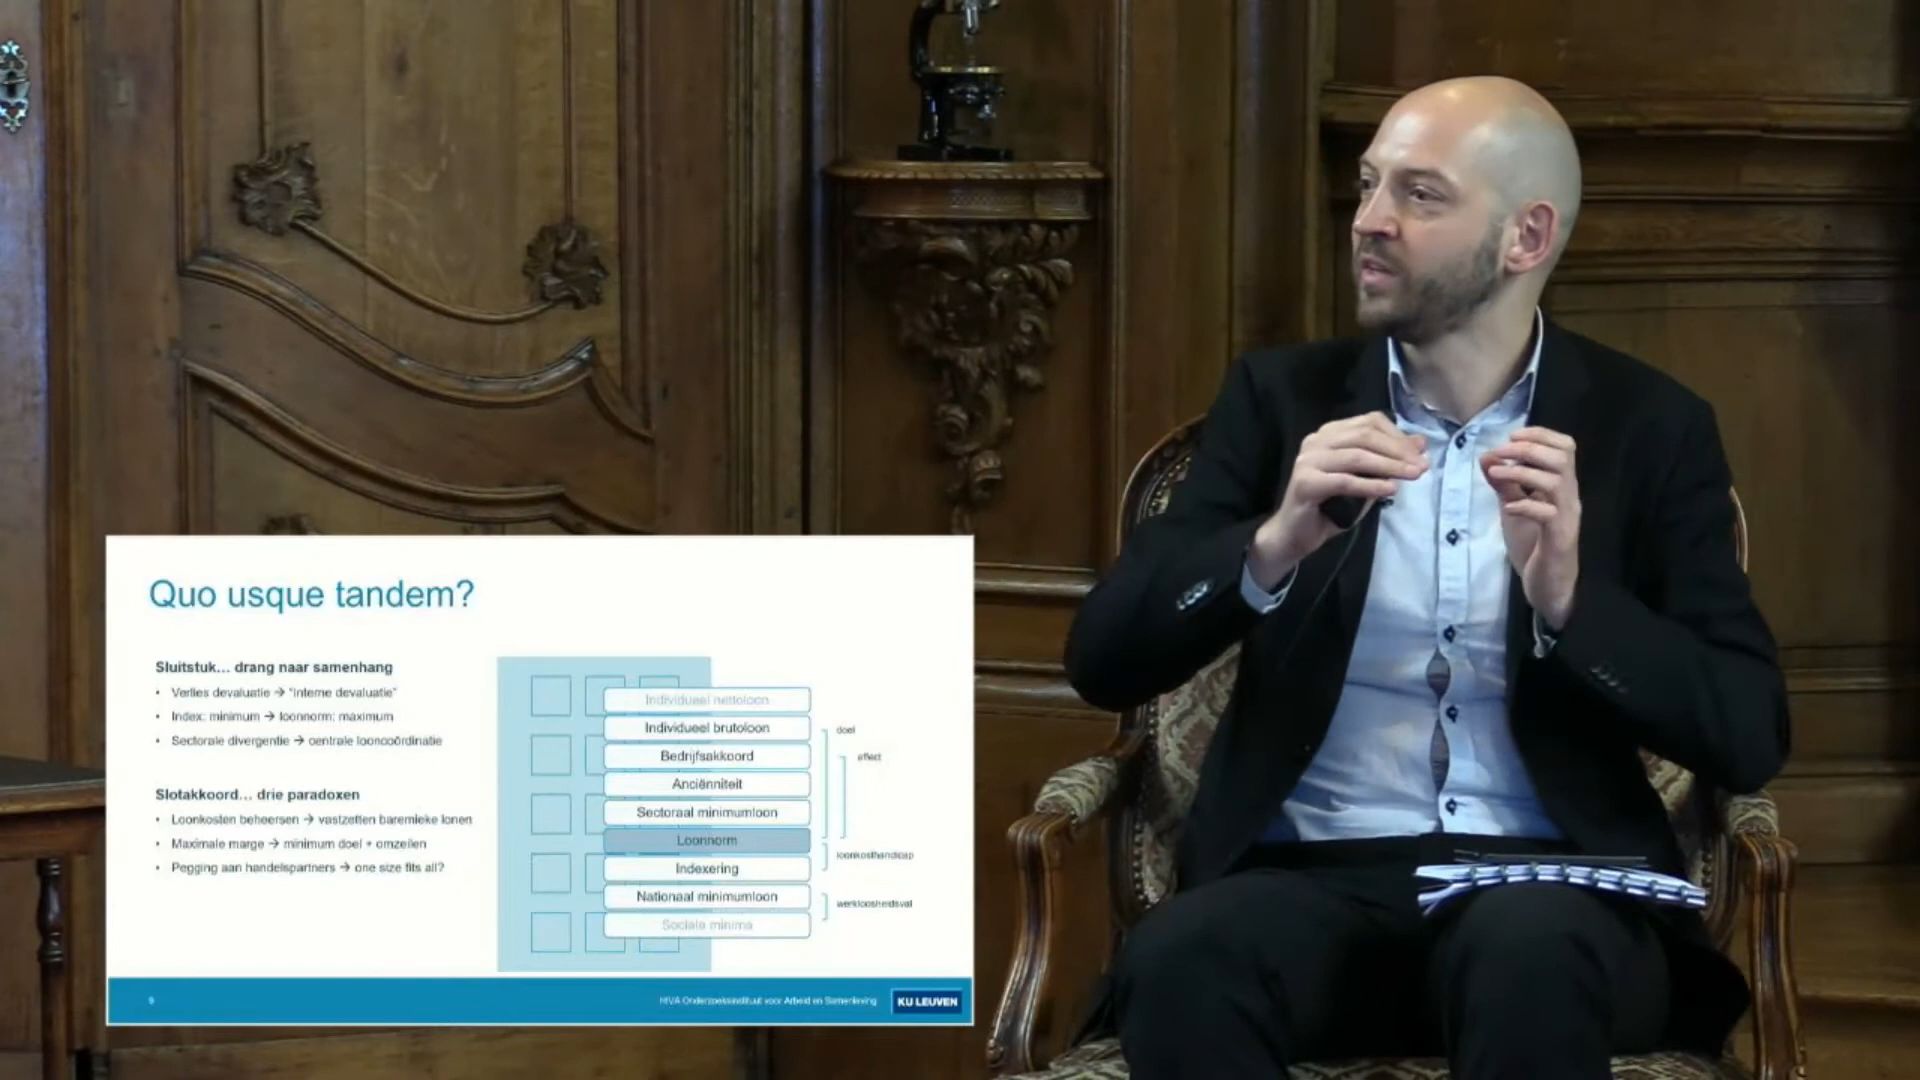 Quo usque tandem?
Sluitstuk... drang naar samenhang
• Verlies devaluatie → "interne devaluatie"
• Index: minimum → loonnorm: maximum
• Sectorale divergentie → centrale looncoördinatie
Slotakkoord... drie paradoxen
• Loonkosten beheersen → vastzetten baremieke lonen
• Maximale marge → minimum doel + omzeilen
• Pegging aan handelspartners → one size fits all?
Individueel nettoloon
Individueel brutoloon
Bedrijfsakkoord
Anciënniteit
Sectoraal minimumloon
Loonnorm
Indexering
Nationaal minimumloon
Sociale minima
doel
effect
loonkosthandicap
werkloosheidsval
9
HIVA Onderzoeksinstituut voor Arbeid en Samenleving
KU LEUVEN